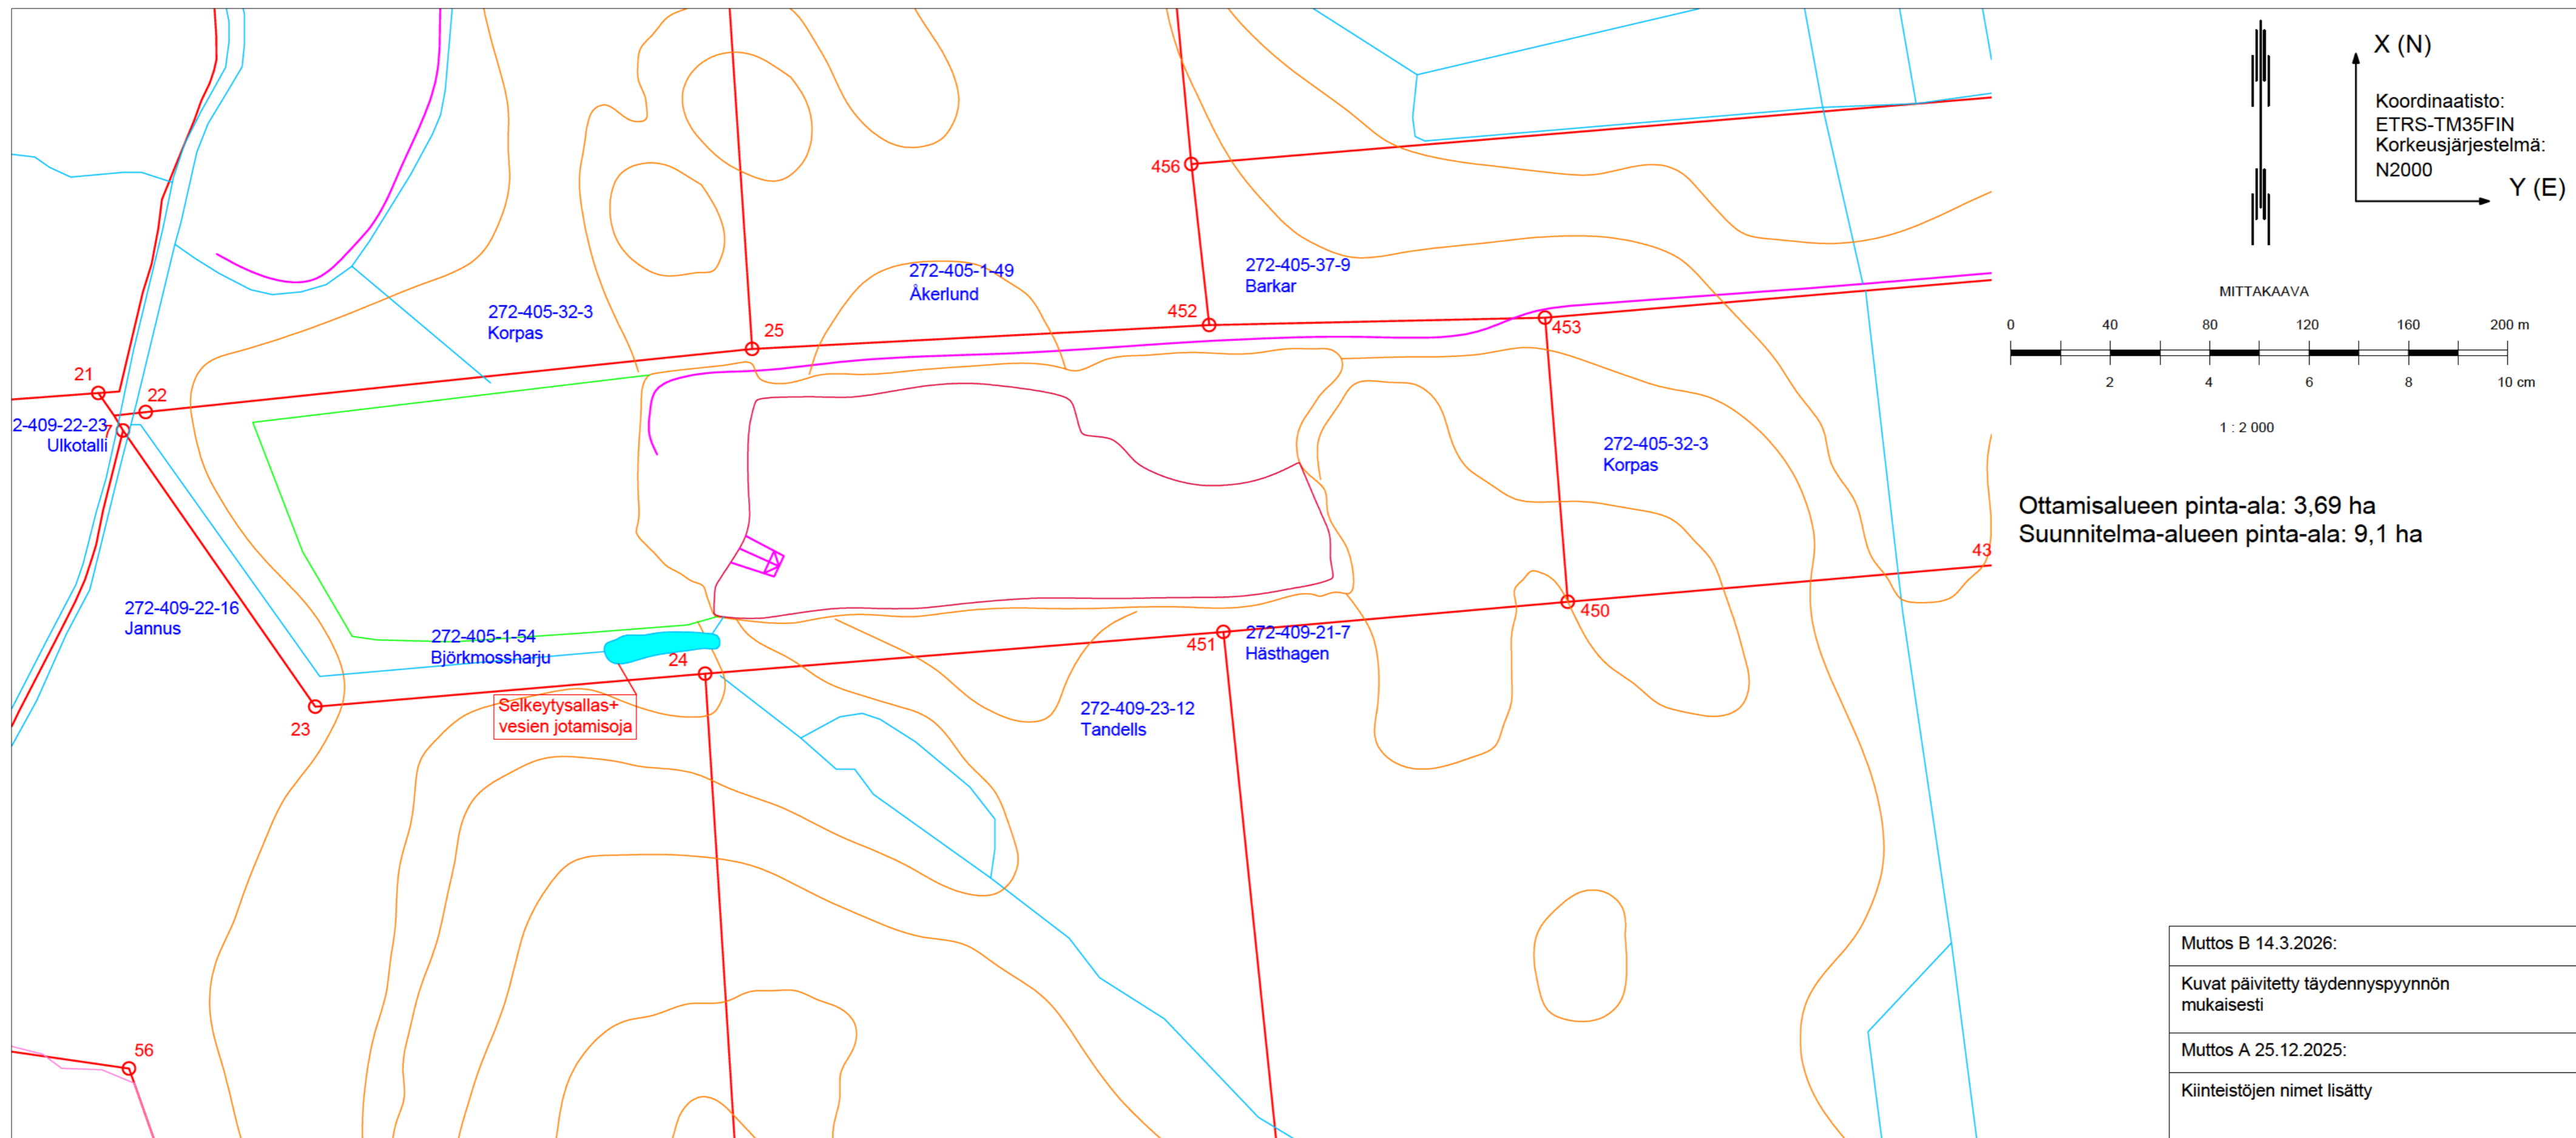 X (N)
Koordinaatisto:
ETRS-TM35FIN
Korkeusjärjestelmä:
N2000
Y (E)
MITTAKAAVA
0 40 80 120 160 200 m
2 4 6 8 10 cm
1 : 2 000
Ottamisalueen pinta-ala: 3,69 ha
Suunnitelma-alueen pinta-ala: 9,1 ha
456
272-405-1-49
Åkerlund
272-405-37-9
Barkar
272-405-32-3
Korpas
25
452
453
21
22
2-409-22-23
7
Ulkotalli
272-405-32-3
Korpas
43
272-409-22-16
Jannus
272-405-1-54
Björkmossharju
24
451
272-409-21-7
Hästhagen
450
23
Selkeytysallas+
vesien jotamisoja
272-409-23-12
Tandells
56
Muttos B 14.3.2026:
Kuvat päivitetty täydennyspyynnön
mukaisesti
Muttos A 25.12.2025:
Kiinteistöjen nimet lisätty